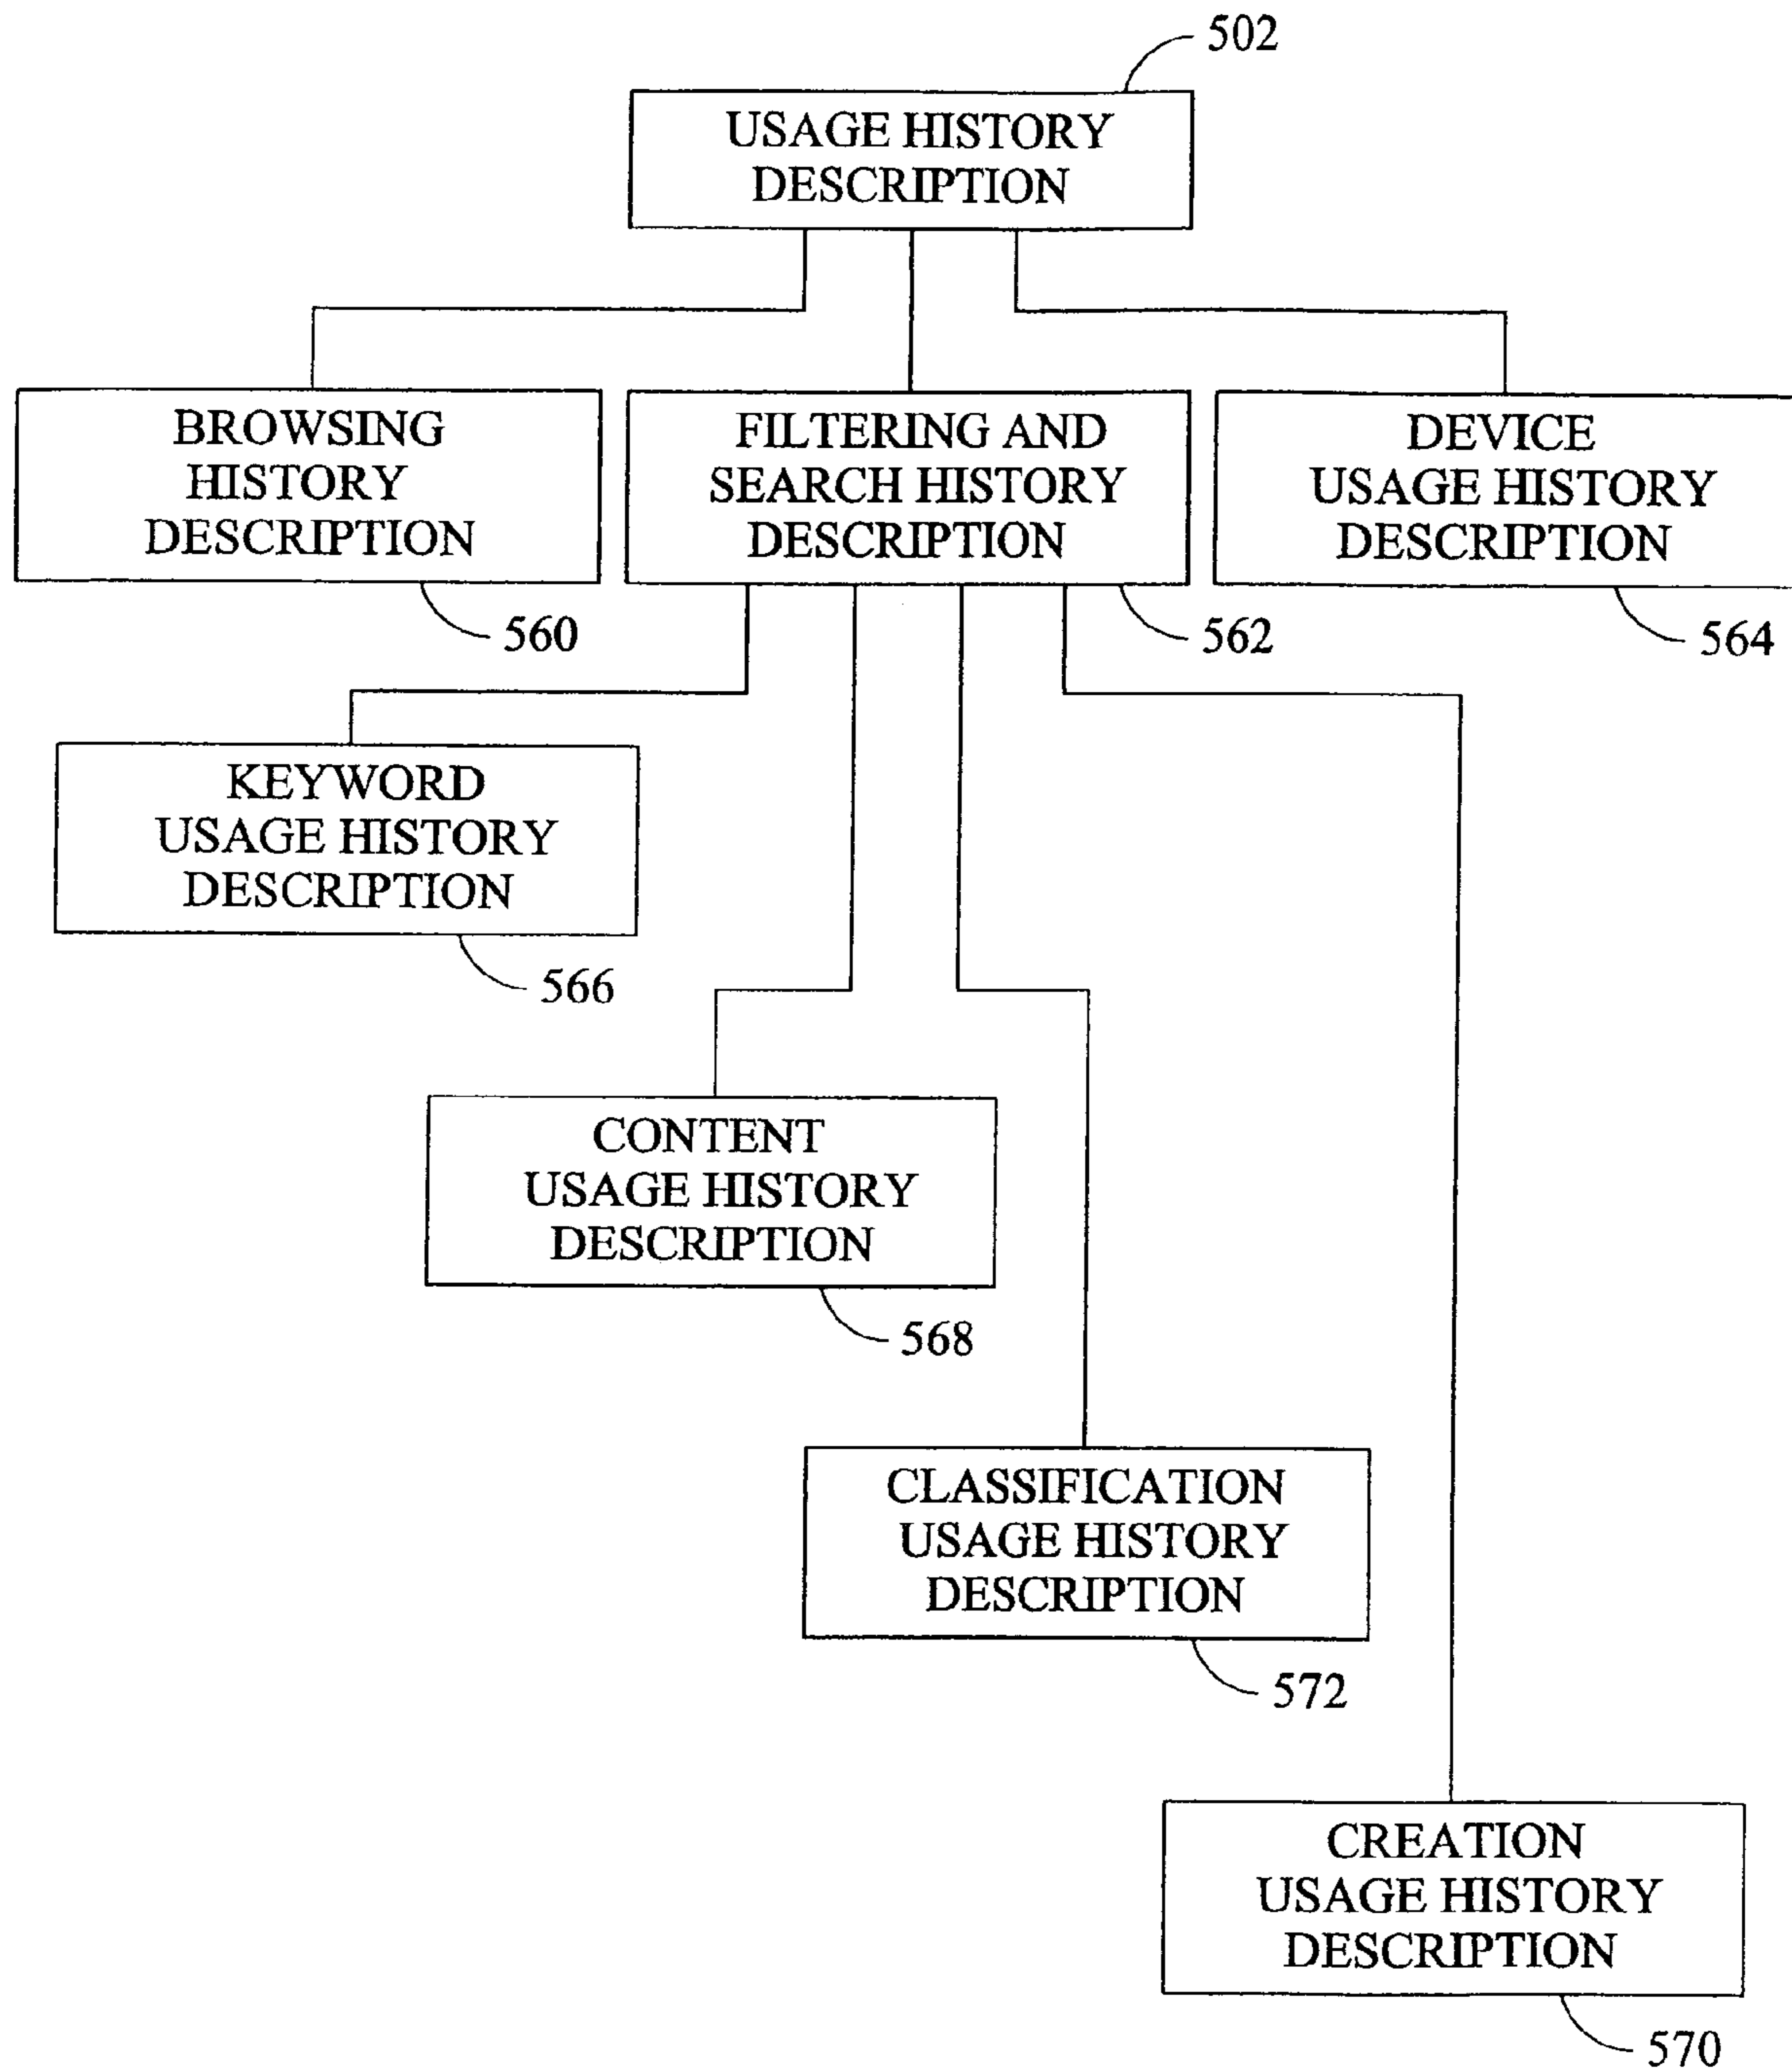 502
USAGE HISTORY
DESCRIPTION
BROWSING
HISTORY
DESCRIPTION
560
FILTERING AND
SEARCH HISTORY
DESCRIPTION
562
DEVICE
USAGE HISTORY
DESCRIPTION
564
KEYWORD
USAGE HISTORY
DESCRIPTION
566
CONTENT
USAGE HISTORY
DESCRIPTION
568
CLASSIFICATION
USAGE HISTORY
DESCRIPTION
572
CREATION
USAGE HISTORY
DESCRIPTION
570